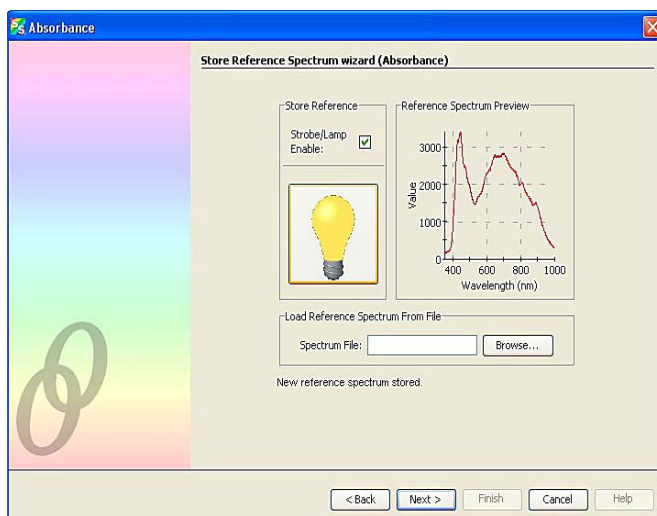 Absorbance
Store Reference Spectrum wizard (Absorbance)
Store Reference
Strobe/Lamp
Enable:
Reference Spectrum Preview
3000
2000
1000
0
Value
400 600 800 1000
Wavelength (nm)
Load Reference Spectrum From File
Spectrum File:
Browse...
New reference spectrum stored.
< Back Next > Finish Cancel Help